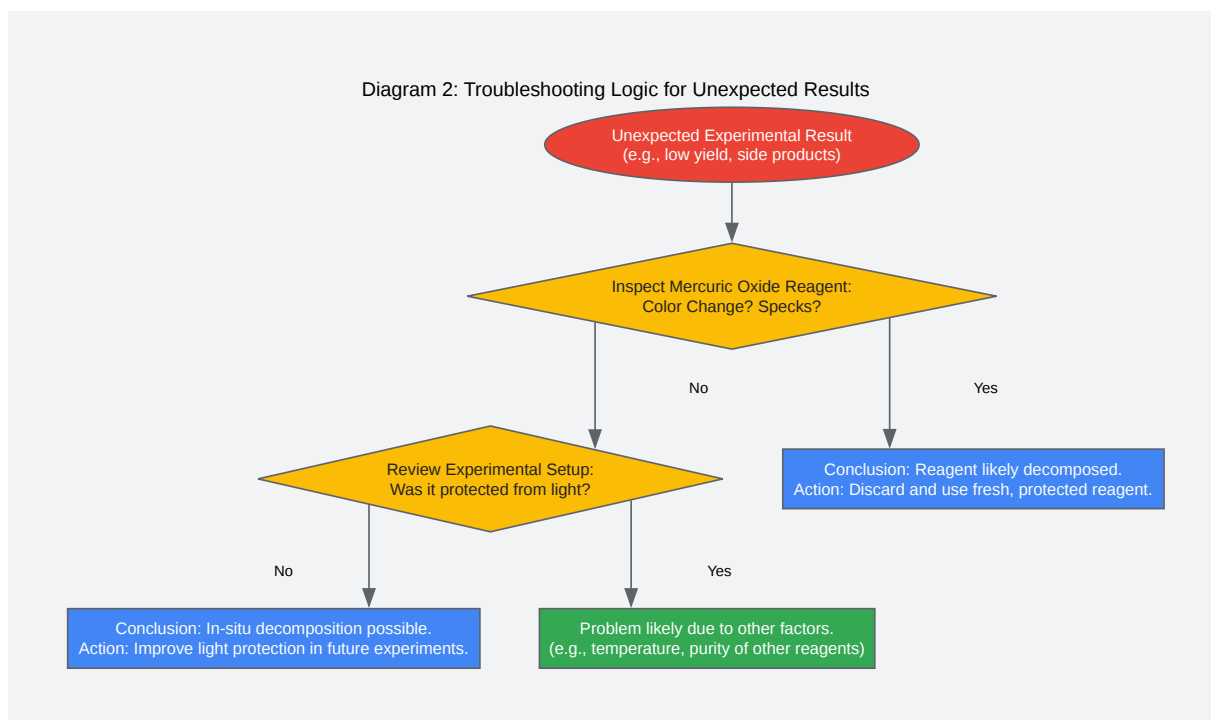 Diagram 2: Troubleshooting Logic for Unexpected Results
Unexpected Experimental Result
(e.g., low yield, side products)
Inspect Mercuric Oxide Reagent:
Color Change? Specks?
No
Yes
Review Experimental Setup:
Was it protected from light?
Conclusion: Reagent likely decomposed.
Action: Discard and use fresh, protected reagent.
No
Yes
Conclusion: In-situ decomposition possible.
Action: Improve light protection in future experiments.
Problem likely due to other factors.
(e.g., temperature, purity of other reagents)